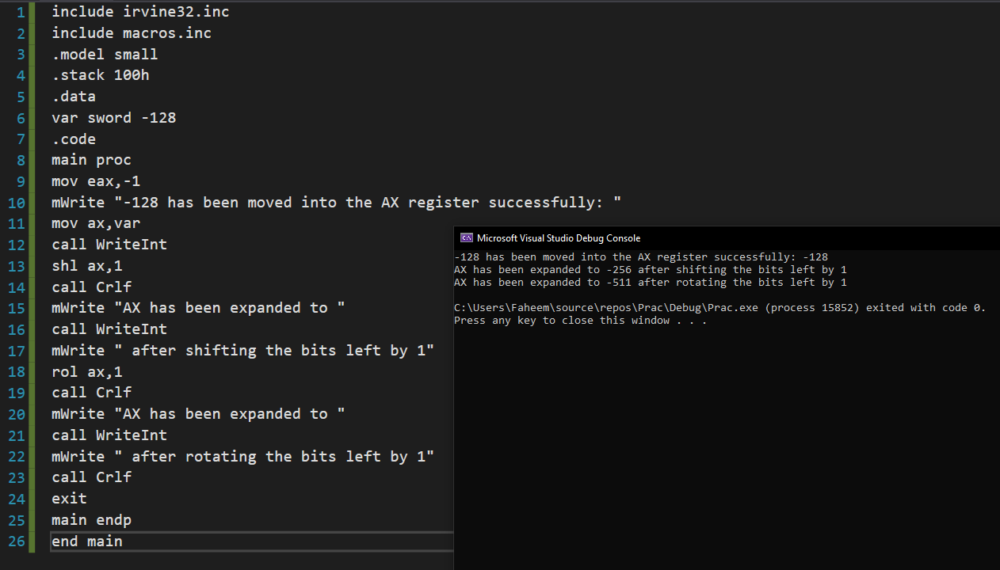 1 include irvine32.inc
2 include macros.inc
3 .model small
4 .stack 100h
5 .data
6 var sword -128
7 .code
8 main proc
9 mov eax,-1
10 mWrite "-128 has been moved into the AX register successfully: "
11 mov ax,var
12 call WriteInt
13 shl ax,1
14 call Crlf
15 mWrite "AX has been expanded to "
16 call WriteInt
17 mWrite " after shifting the bits left by 1"
18 rol ax,1
19 call Crlf
20 mWrite "AX has been expanded to "
21 call WriteInt
22 mWrite " after rotating the bits left by 1"
23 call Crlf
24 exit
25 main endp
26 end main
C:\ Microsoft Visual Studio Debug Console
-128 has been moved into the AX register successfully: -128
AX has been expanded to -256 after shifting the bits left by 1
AX has been expanded to -511 after rotating the bits left by 1
C:\Users\Faheem\source\repos\Prac\Debug\Prac.exe (process 15852) exited with code 0.
Press any key to close this window . . .